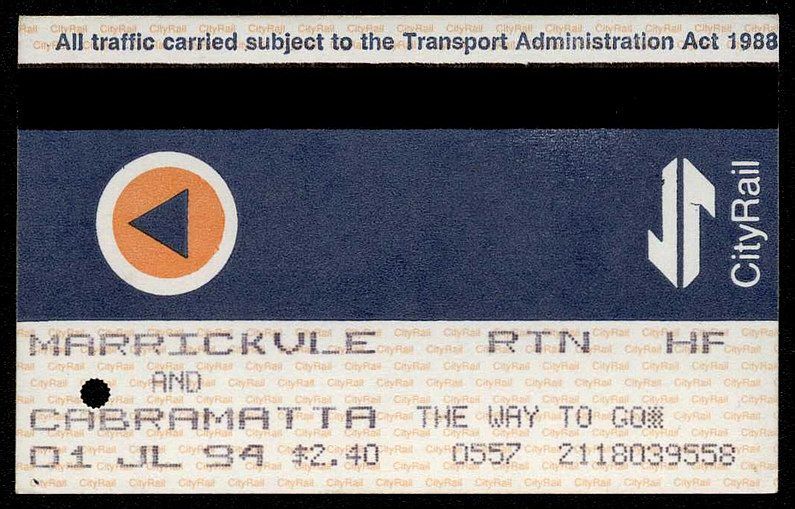 All traffic carried subject to the Transport Administration Act 1988
CityRail
MARRICKVLE RTN HF
AND
CABRAMATTA THE WAY TO GO
01 JL 94 $2.40 0557 2118039558